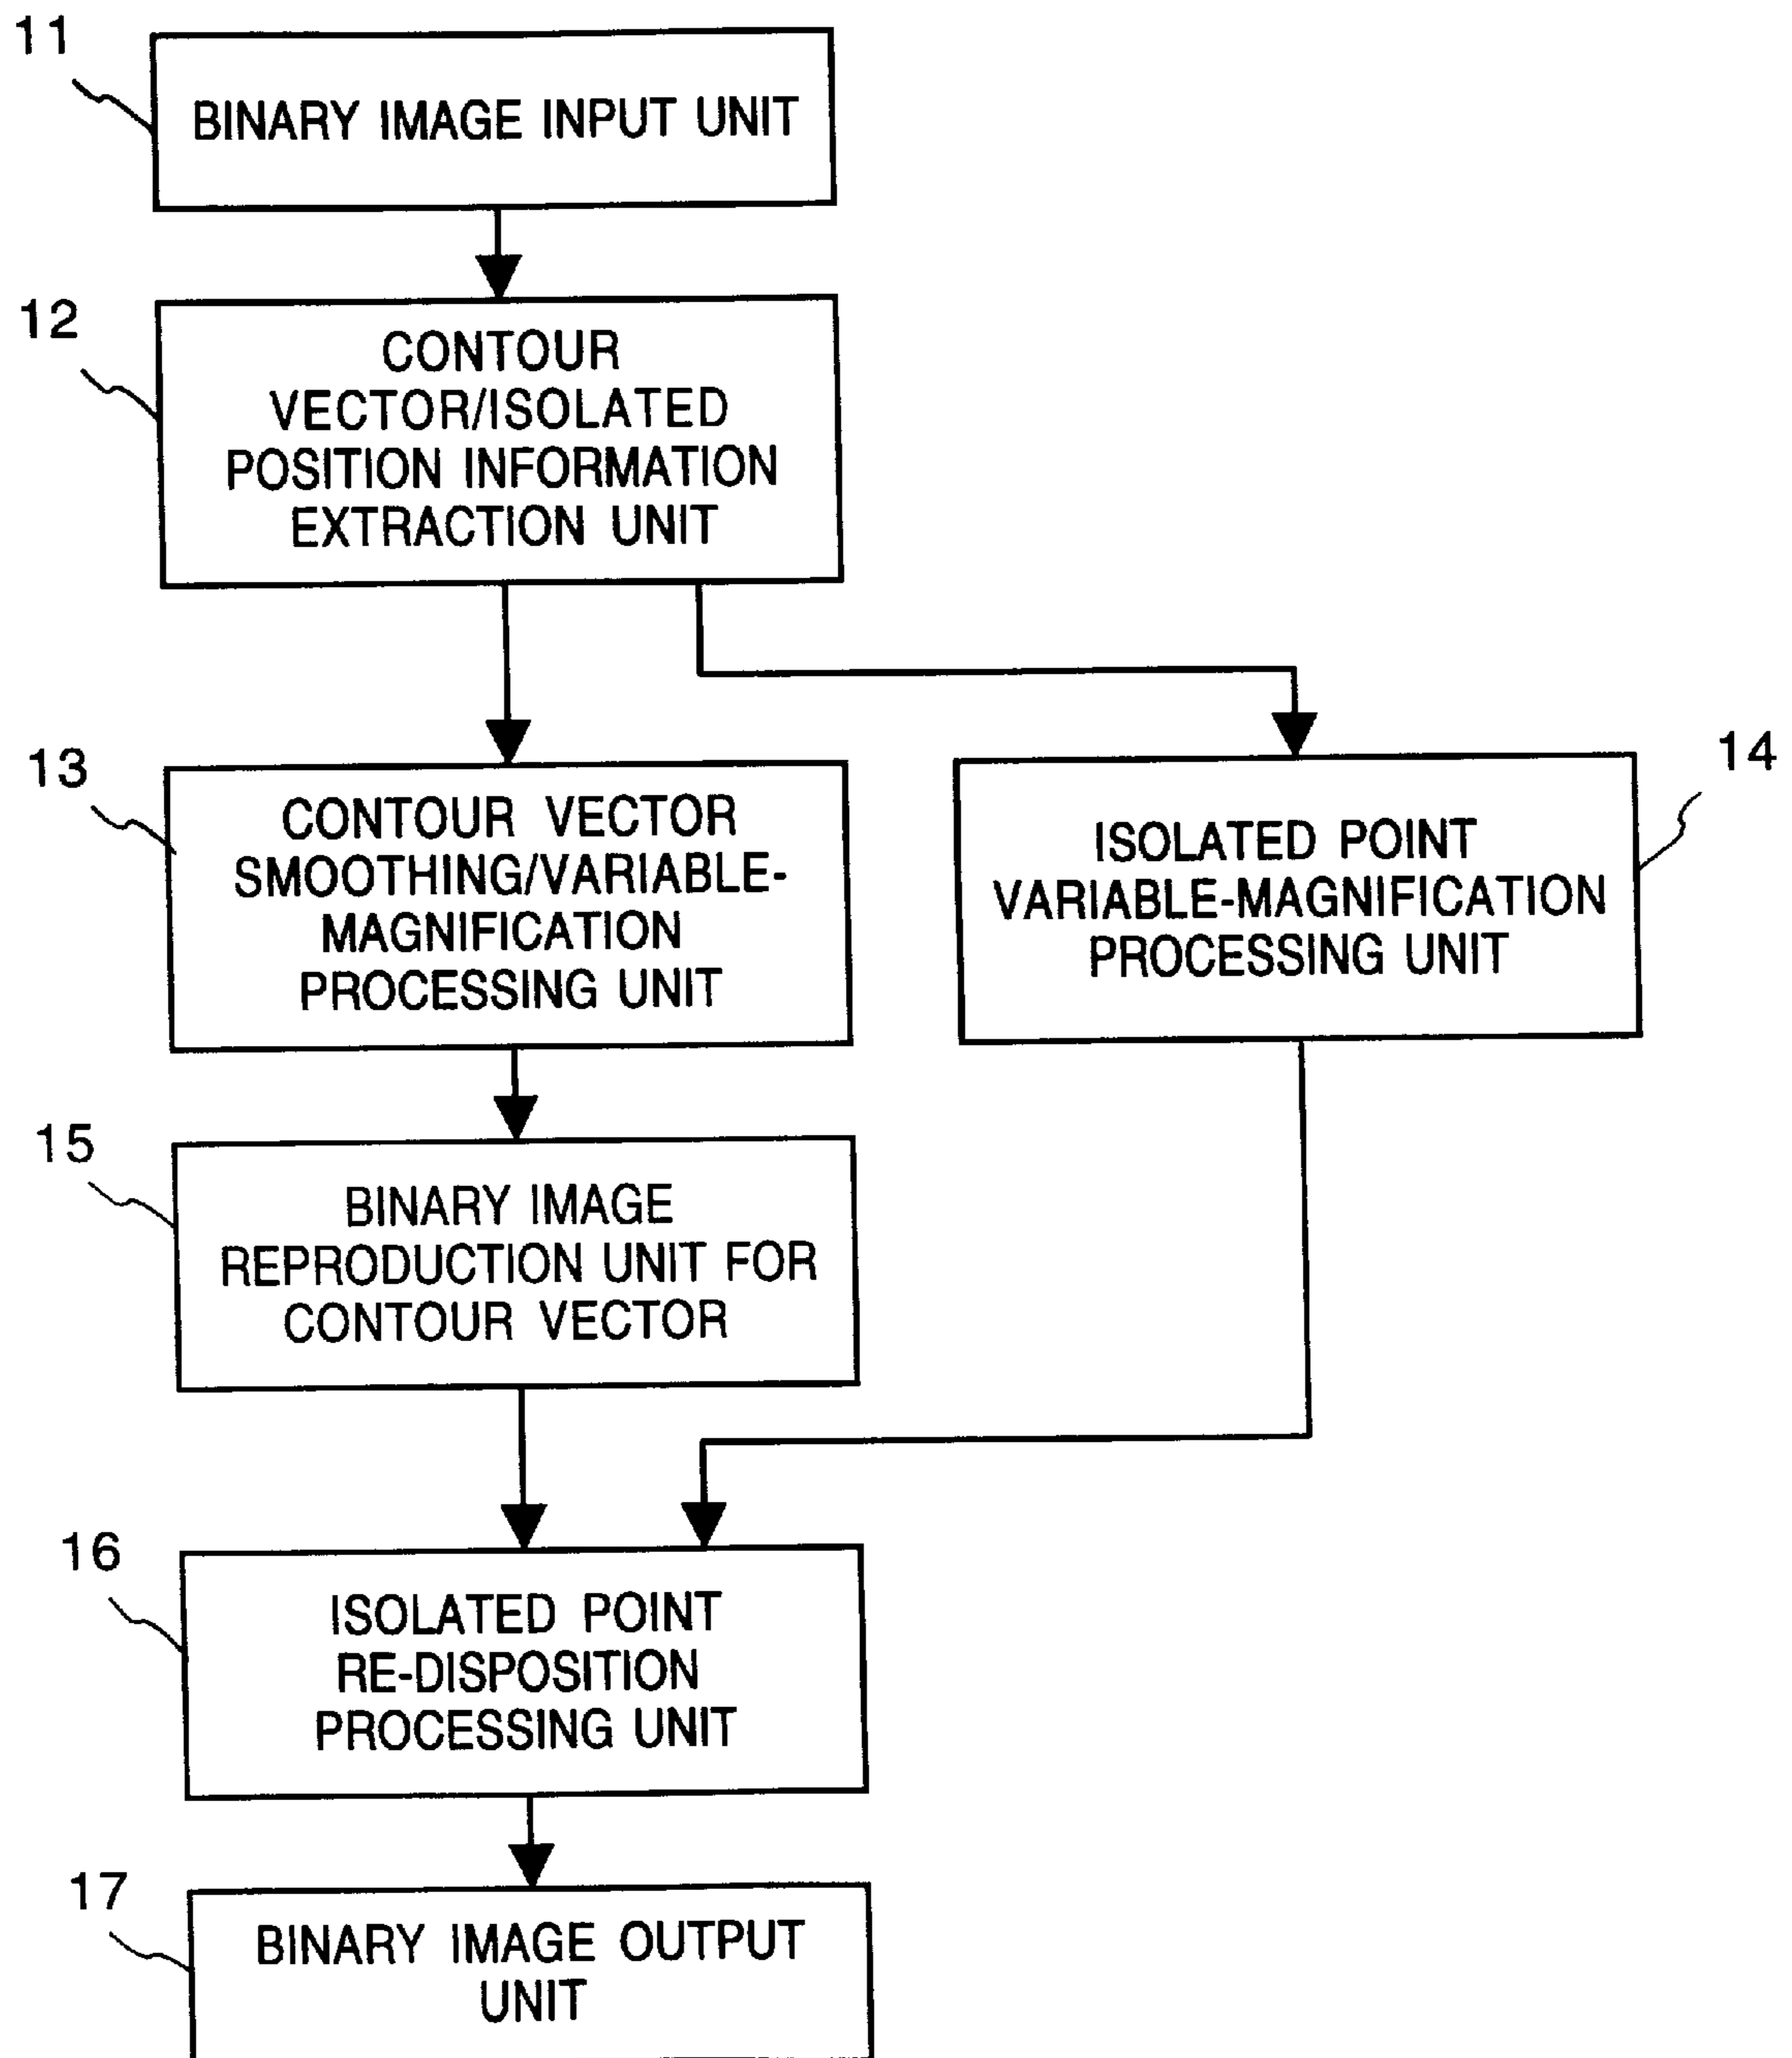 11
BINARY IMAGE INPUT UNIT
12
CONTOUR
VECTOR/ISOLATED
POSITION INFORMATION
EXTRACTION UNIT
13
CONTOUR VECTOR
SMOOTHING/VARIABLE-
MAGNIFICATION
PROCESSING UNIT
14
ISOLATED POINT
VARIABLE-MAGNIFICATION
PROCESSING UNIT
15
BINARY IMAGE
REPRODUCTION UNIT FOR
CONTOUR VECTOR
16
ISOLATED POINT
RE-DISPOSITION
PROCESSING UNIT
17
BINARY IMAGE OUTPUT
UNIT